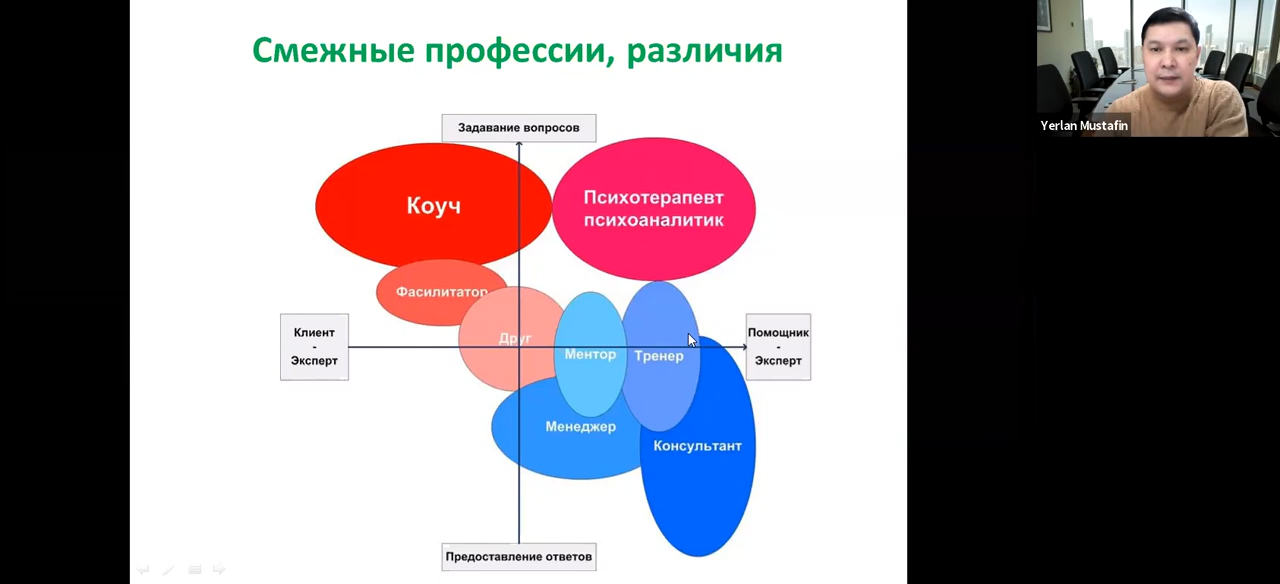 Смежные профессии, различия
Yerlan Mustafin
Задавание вопросов
Коуч
Психотерапевт
психоаналитик
Фасилитатор
Клиент
-
Эксперт
Друг
Ментор
Тренер
Помощник
-
Эксперт
Менеджер
Консультант
Предоставление ответов